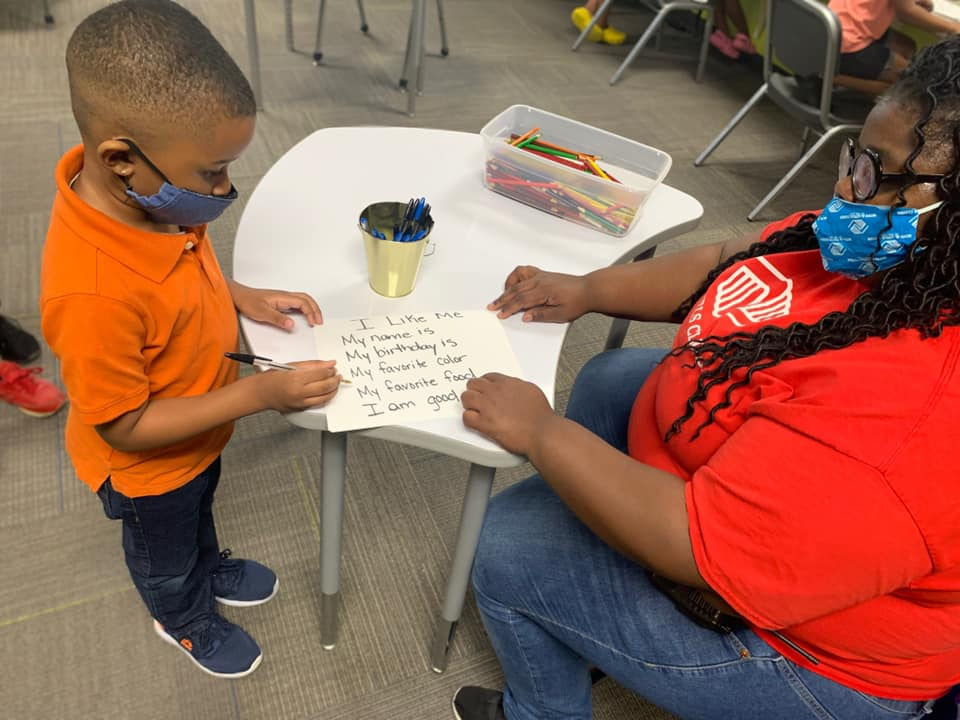 I Like Me
My name is
My birthday is
My favorite color
My favorite food
I am good